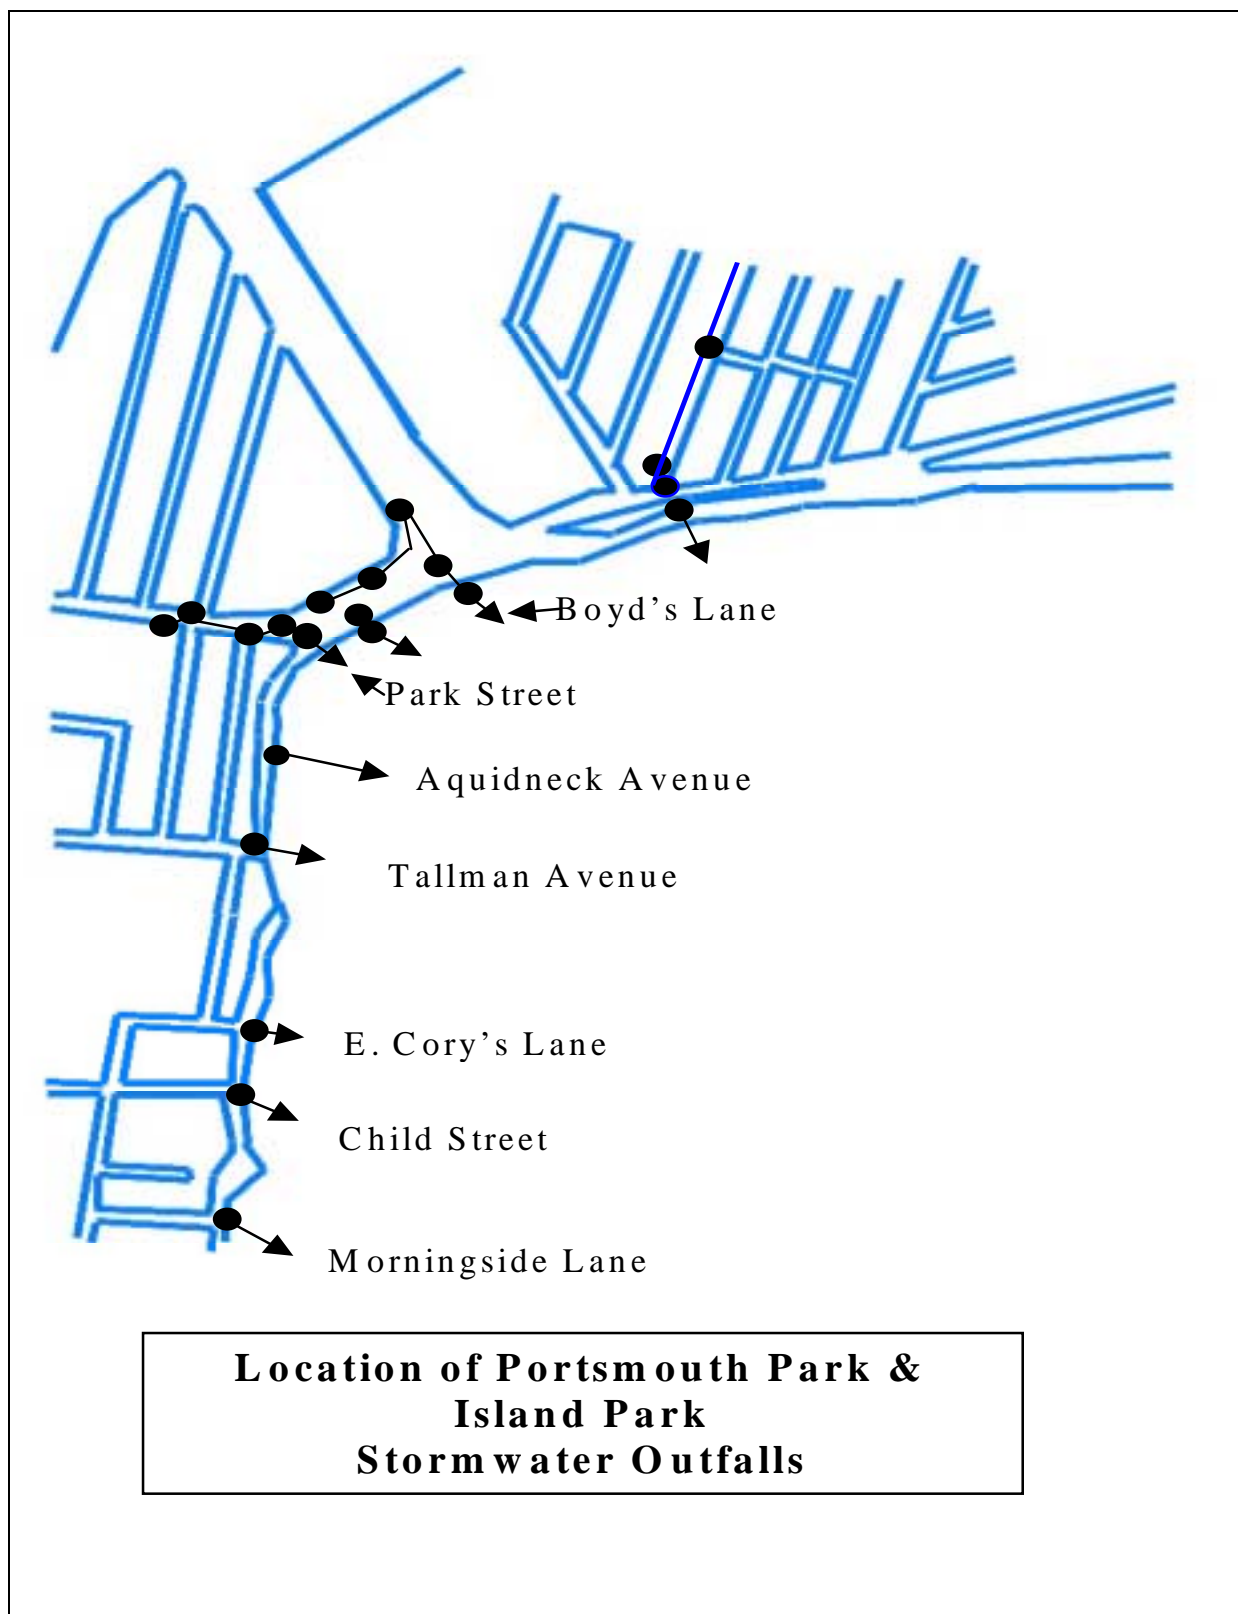 Boyd’s Lane
Park Street
Aquidneck Avenue
Tallman Avenue
E. Cory’s Lane
Child Street
Morningside Lane
Location of Portsmouth Park &
Island Park
Stormwater Outfalls